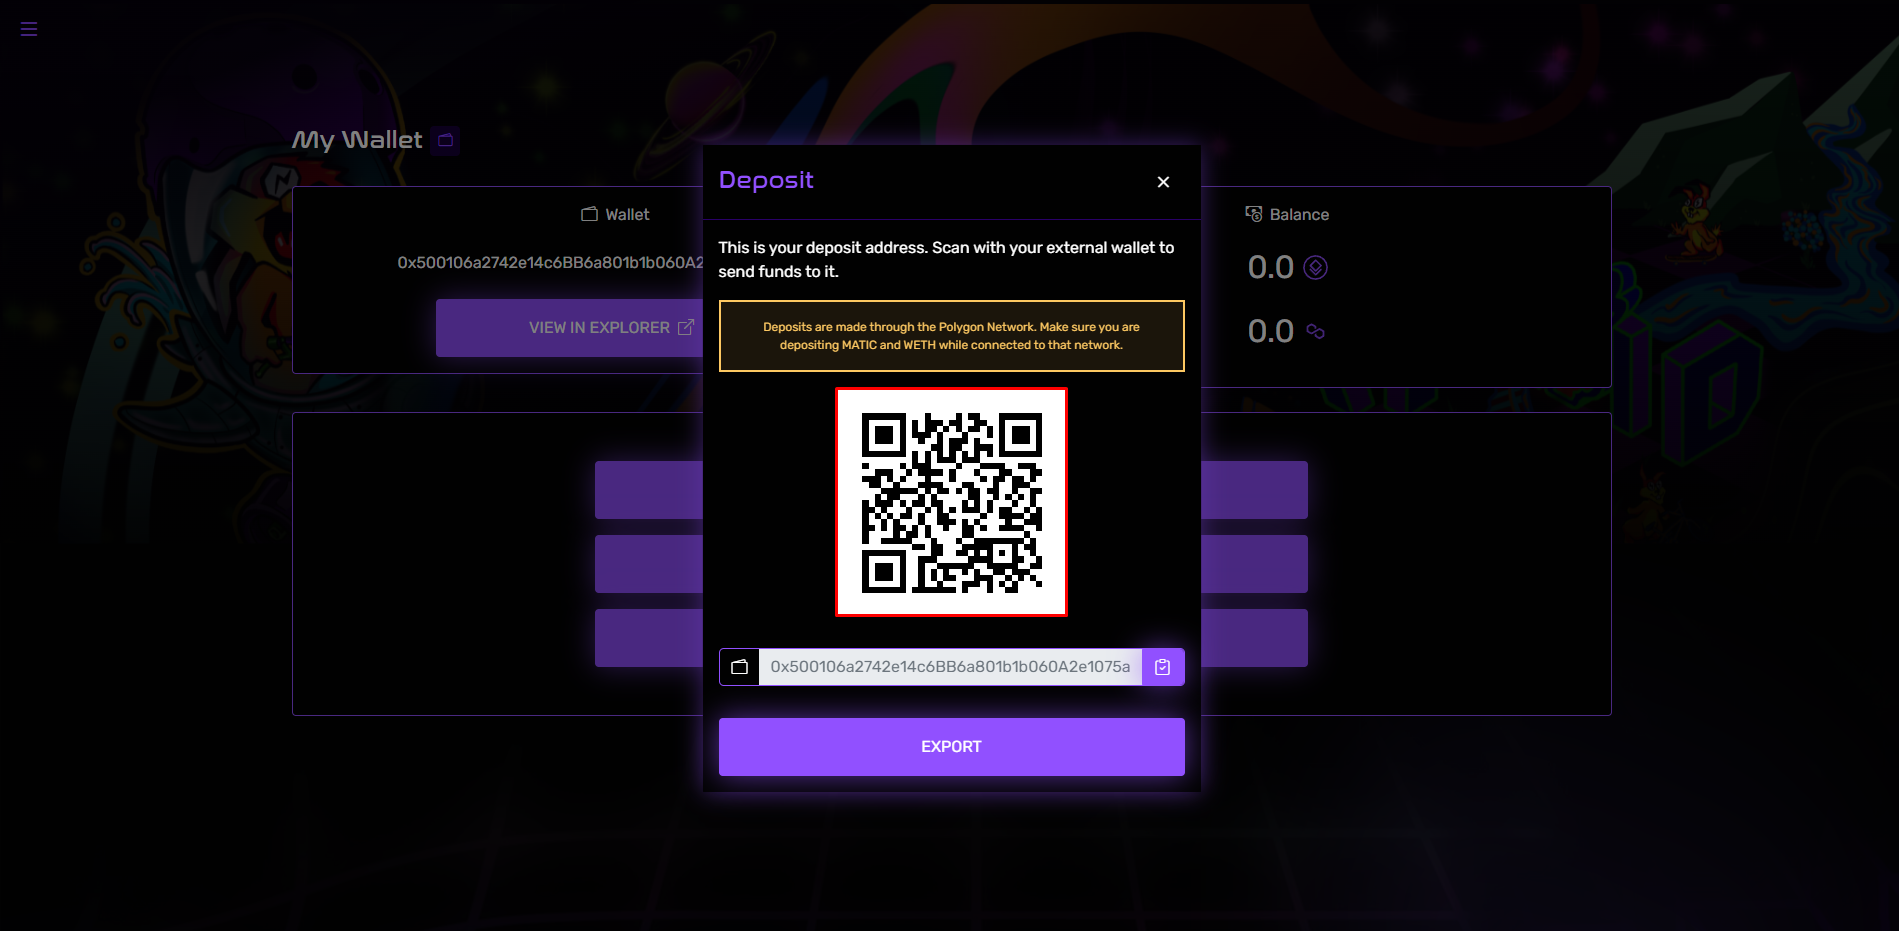 My Wallet
Wallet
0x500106a2742e14c6BB6a801b1b060A2
VIEW IN EXPLORER
Balance
0.0
0.0
Deposit
This is your deposit address. Scan with your external wallet to
send funds to it.
Deposits are made through the Polygon Network. Make sure you are
depositing MATIC and WETH while connected to that network.
0x500106a2742e14c6BB6a801b1b060A2e1075a
EXPORT